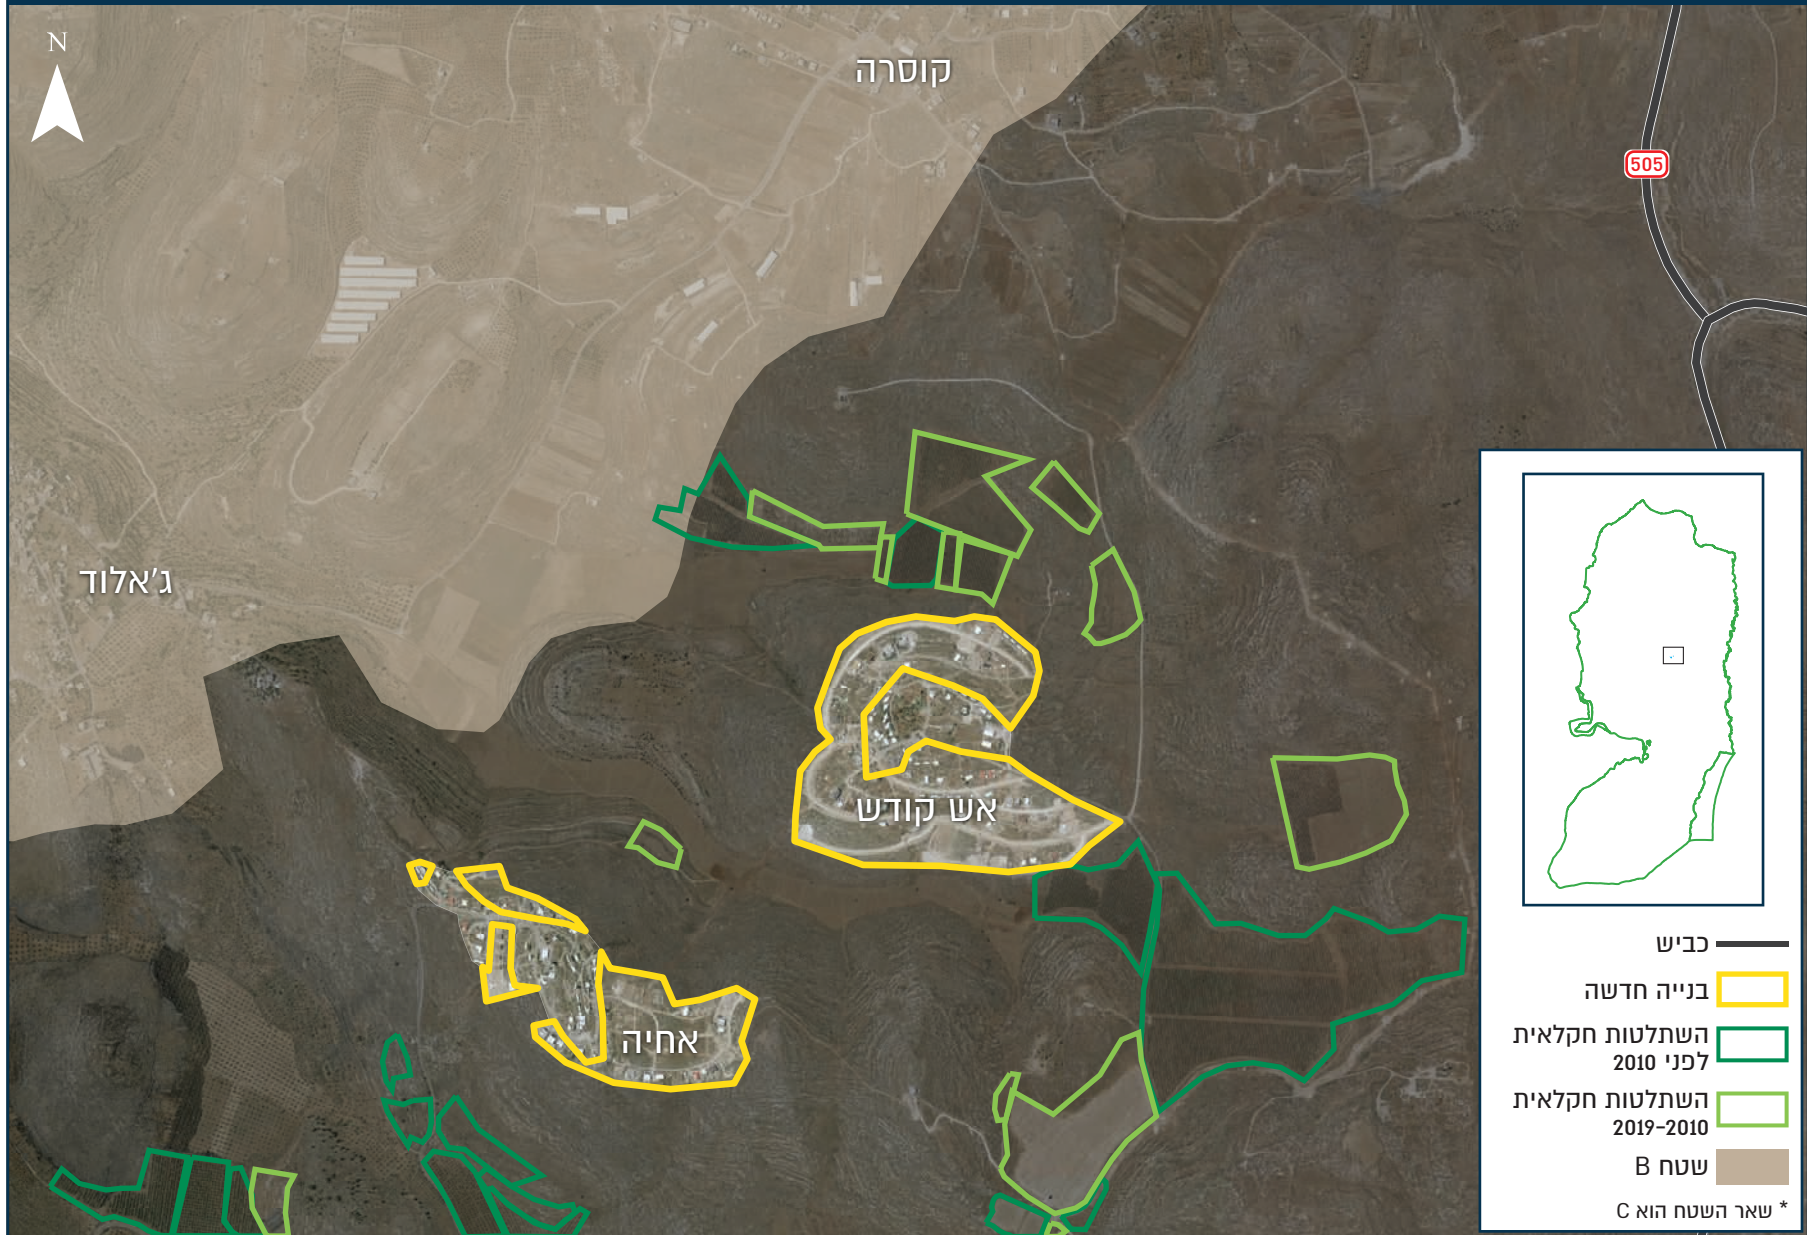 N
קוסרה
505
ג'אלוד
אש קודש
אחיה
כביש
בנייה חדשה
השתלטות חקלאית
לפני 2010
השתלטות חקלאית
2019-2010
שטח B
* שאר השטח הוא C